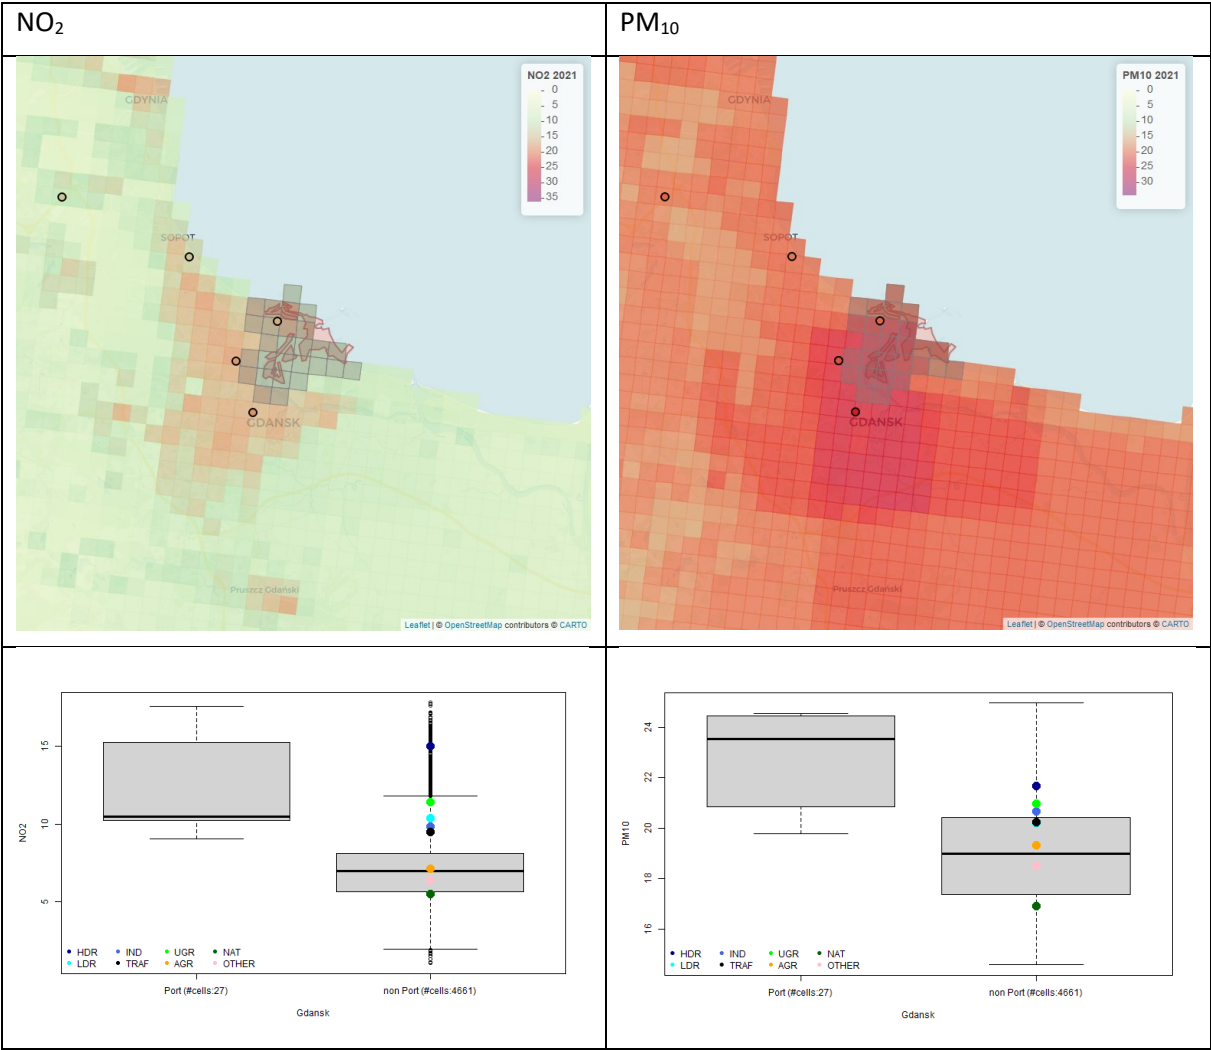 NO₂
PM₁₀
NO2 2021
0
5
10
15
20
25
30
35
GDYNIA
SOPOT
GDANSK
Pruszcz Gdański
Leaflet | © OpenStreetMap contributors © CARTO
PM10 2021
0
5
10
15
20
25
30
GDYNIA
SOPOT
GDANSK
Pruszcz Gdański
Leaflet | © OpenStreetMap contributors © CARTO
NO2
15
10
5
HDR IND UGR NAT
LDR TRAF AGR OTHER
Port (#cells:27) non Port (#cells:4661)
Gdansk
PM10
24
22
20
18
16
HDR IND UGR NAT
LDR TRAF AGR OTHER
Port (#cells:27) non Port (#cells:4661)
Gdansk